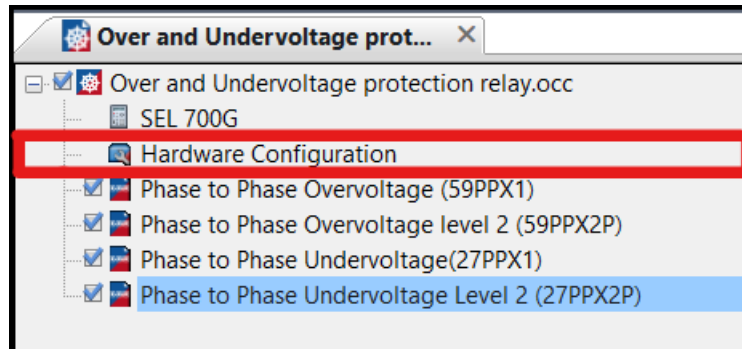 Over and Undervoltage prot...
Over and Undervoltage protection relay.occ
SEL 700G
Hardware Configuration
Phase to Phase Overvoltage (59PPX1)
Phase to Phase Overvoltage level 2 (59PPX2P)
Phase to Phase Undervoltage(27PPX1)
Phase to Phase Undervoltage Level 2 (27PPX2P)